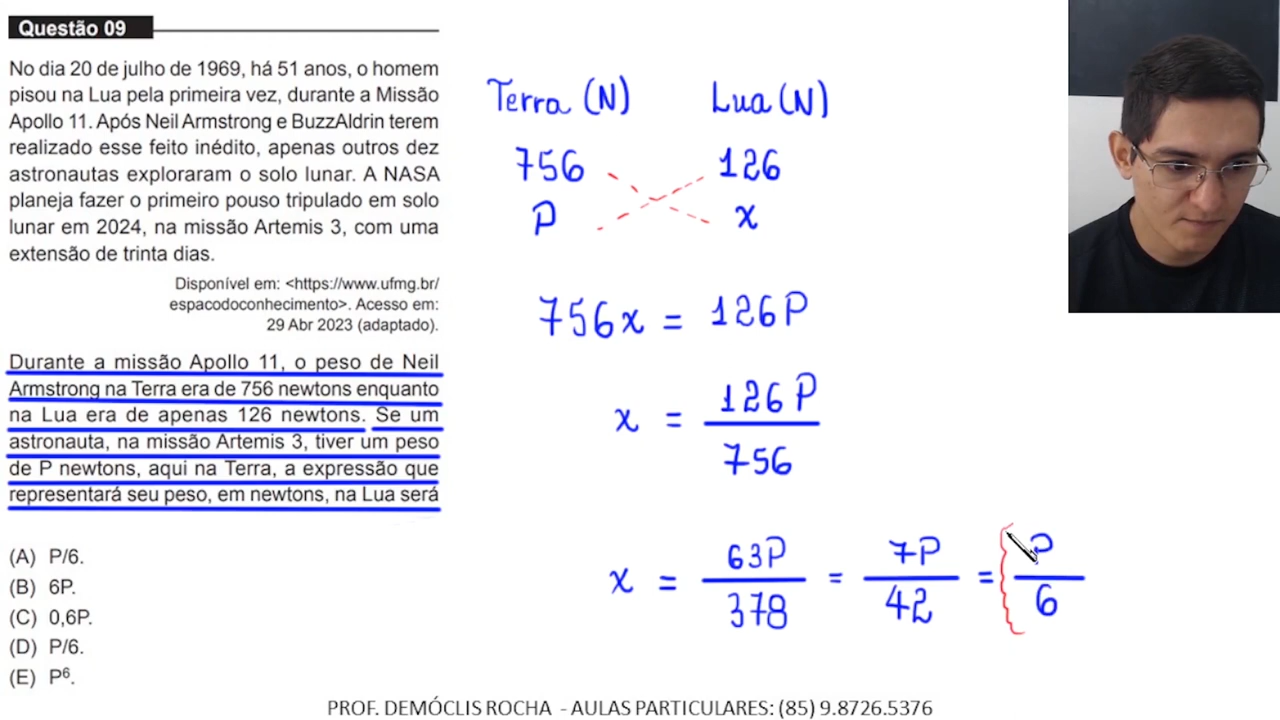 Questão 09
No dia 20 de julho de 1969, há 51 anos, o homem
pisou na Lua pela primeira vez, durante a Missão
Apollo 11. Após Neil Armstrong e BuzzAldrin terem
realizado esse feito inédito, apenas outros dez
astronautas exploraram o solo lunar. A NASA
planeja fazer o primeiro pouso tripulado em solo
lunar em 2024, na missão Artemis 3, com uma
extensão de trinta dias.
Disponível em: <https://www.ufmg.br/
espacodoconhecimento>. Acesso em:
29 Abr 2023 (adaptado).
Durante a missão Apollo 11, o peso de Neil
Armstrong na Terra era de 756 newtons enquanto
na Lua era de apenas 126 newtons. Se um
astronauta, na missão Artemis 3, tiver um peso
de P newtons, aqui na Terra, a expressão que
representará seu peso, em newtons, na Lua será
(A) P/6.
(B) 6P.
(C) 0,6P.
(D) P/6.
(E) P⁶.
Terra (N) Lua (N)
756 126
P x
756x = 126P
x = 126P/756
x = 63P/378 = 7P/42 = P/6
PROF. DEMÓCLIS ROCHA - AULAS PARTICULARES: (85) 9.8726.5376